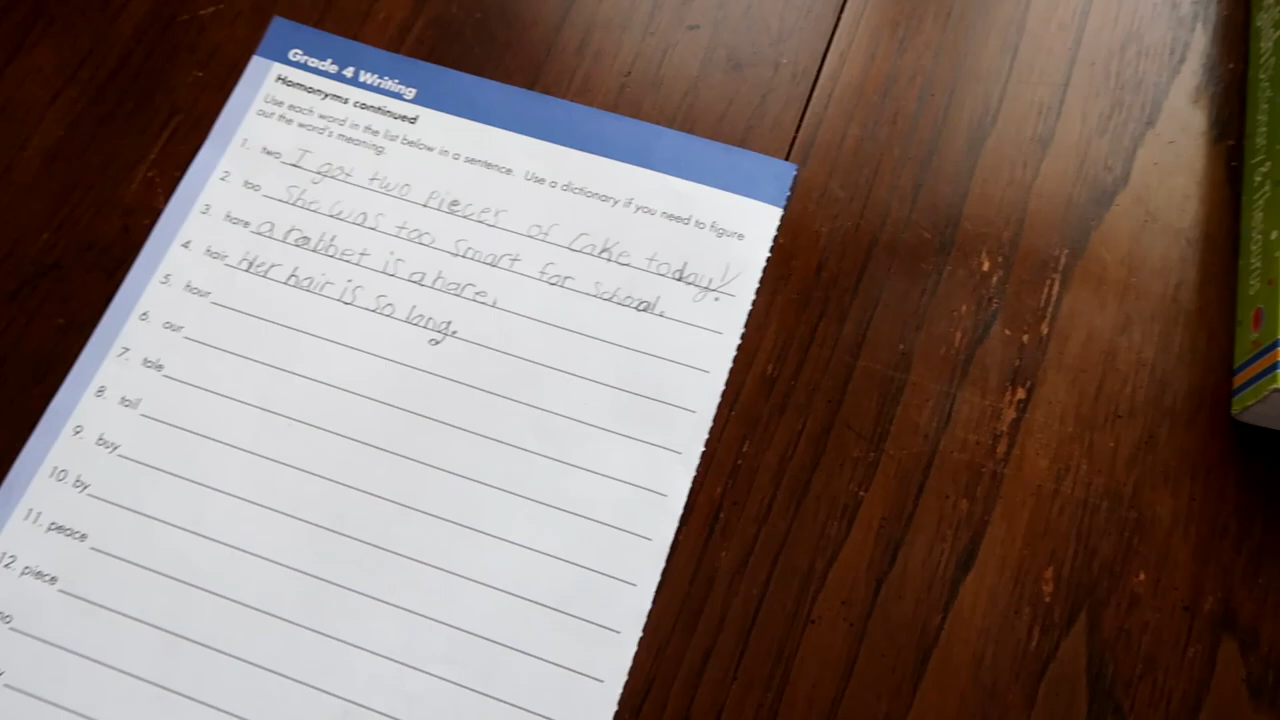 Grade 4 Writing
Homonyms continued
Use each word in the list below in a sentence. Use a dictionary if you need to figure
out the word's meaning.
1. two I got two pieces of cake today!
2. too She was too smart for school.
3. hare a rabbet is a hare.
4. hair Her hair is so long.
5. hour
6. our
7. tale
8. tail
9. buy
10. by
11. peace
12. piece